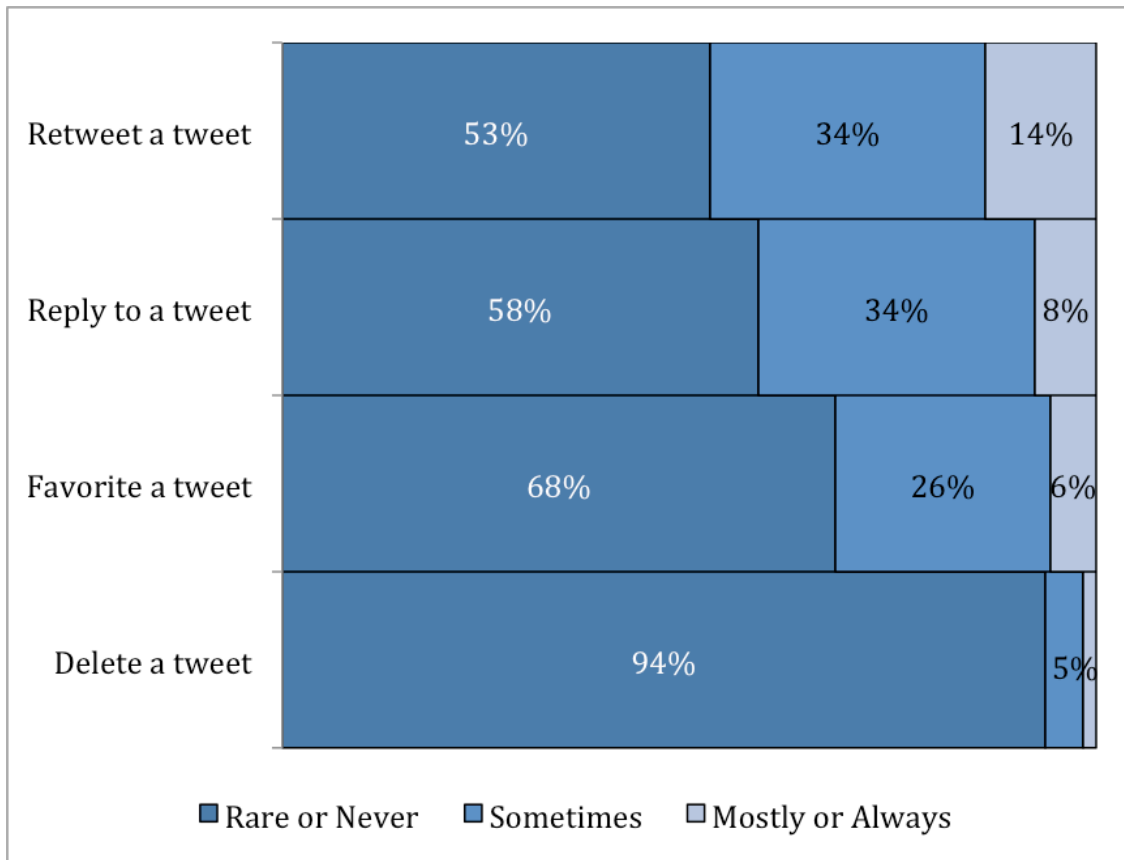 Retweet a tweet 53% 34% 14%
Reply to a tweet 58% 34% 8%
Favorite a tweet 68% 26% 6%
Delete a tweet 94% 5%
Rare or Never Sometimes Mostly or Always